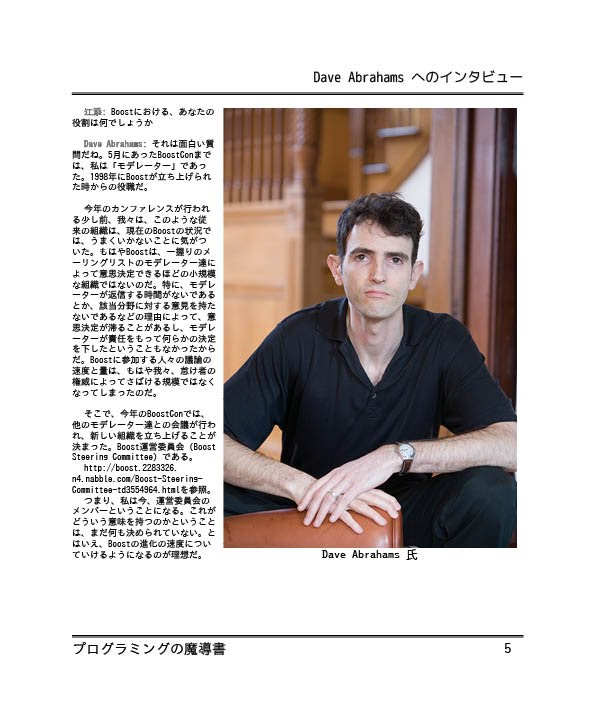 Dave Abrahams へのインタビュー
江添: Boostにおける、あなたの
役割は何でしょうか
Dave Abrahams: それは面白い質
問だね。5月にあったBoostConまで
は、私は「モデレーター」であっ
た。1998年にBoostが立ち上げられ
た時からの役職だ。
今年のカンファレンスが行われ
る少し前、我々は、このような従
来の組織は、現在のBoostの状況で
は、うまくいかないことに気がつ
いた。もはやBoostは、一握りのメ
ーリングリストのモデレーター達に
よって意思決定できるほどの小規模
な組織ではないのだ。特に、モデレ
ーターが返信する時間がないである
とか、該当分野に対する意見を持た
ないであるなどの理由によって、意
思決定が滞ることがあるし、モデレ
ーターが責任をもって何らかの決定
を下したということもなかったから
だ。Boostに参加する人々の議論の
速度と量は、もはや我々、怠け者の
権威によってさばける規模ではなく
なってしまったのだ。
そこで、今年のBoostConでは、
他のモデレーター達との会議が行わ
れ、新しい組織を立ち上げることが
決まった。Boost運営委員会 (Boost
Steering Committee) である。
http://boost.2283326.
n4.nabble.com/Boost-Steering-
Committee-td3554964.htmlを参照。
つまり、私は今、運営委員会の
メンバーということになる。これが
どういう意味を持つのかということ
は、まだ何も決められていない。と
はいえ、Boostの進化の速度につい
ていけるようになるのが理想だ。
Dave Abrahams 氏
プログラミングの魔導書
5